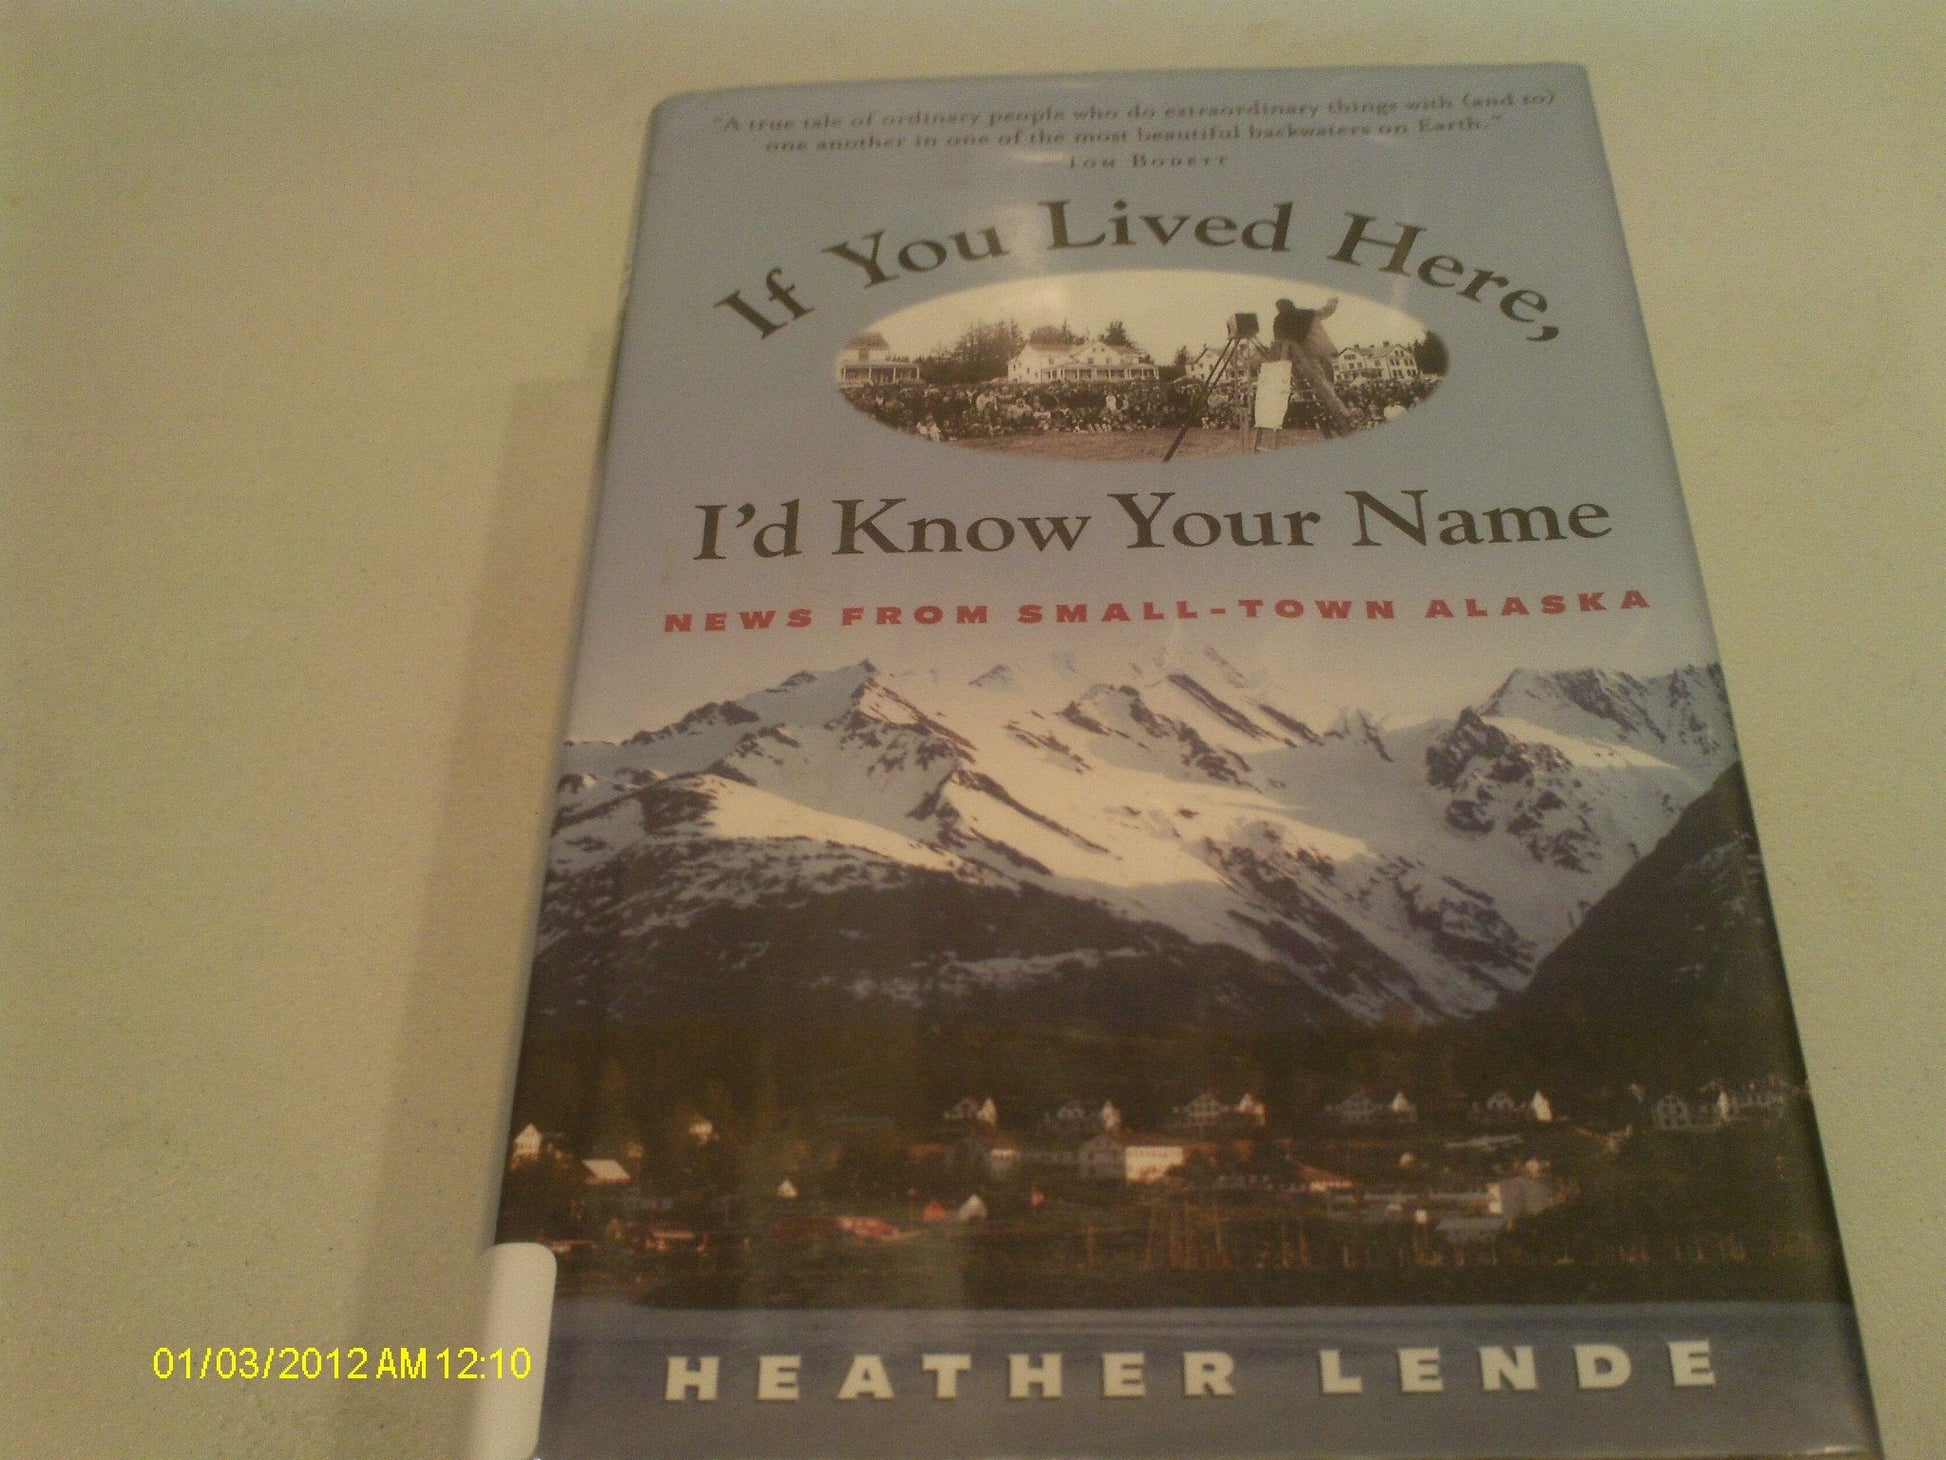 "A true tale of ordinary people who do extraordinary things with (and to)
one another in one of the most beautiful backwaters on Earth."
—Tom Bodett
If You Lived Here,
I'd Know Your Name
NEWS FROM SMALL-TOWN ALASKA
HEATHER LENDE
01/03/2012 AM 12:10